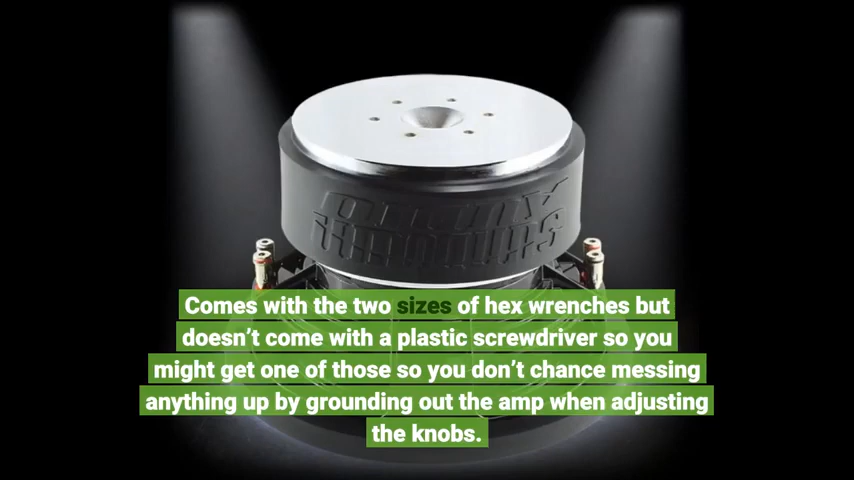 Comes with the two sizes of hex wrenches but
doesn't come with a plastic screwdriver so you
might get one of those so you don't chance messing
anything up by grounding out the amp when adjusting
the knobs.